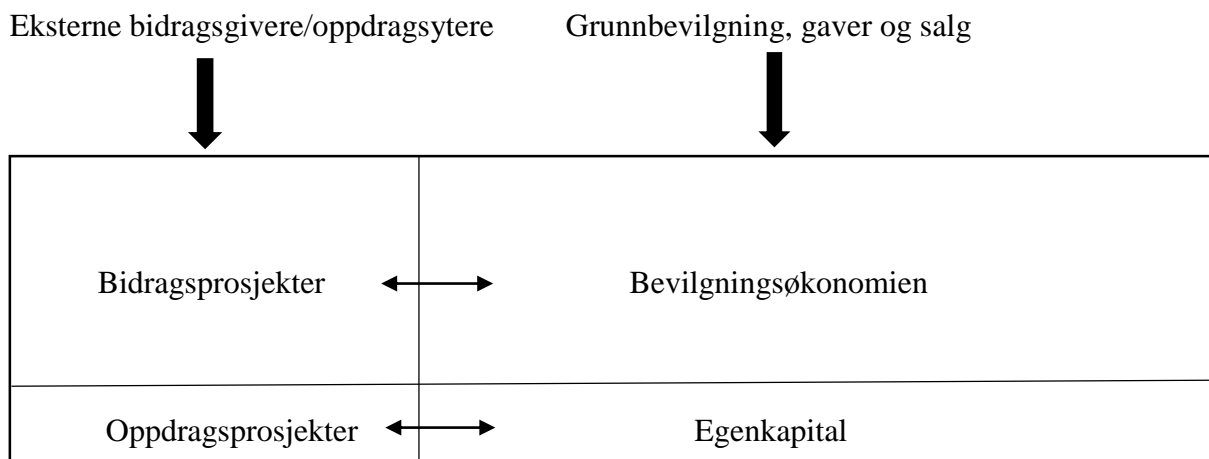 Eksterne bidragsgivere/oppdragsytere Grunnbevilgning, gaver og salg
Bidragsprosjekter Bevilgningsøkonomien
Oppdragsprosjekter Egenkapital